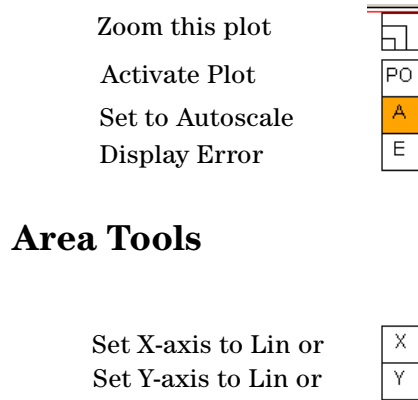 Zoom this plot
Activate Plot PO
Set to Autoscale A
Display Error E
Area Tools
Set X-axis to Lin or X
Set Y-axis to Lin or Y